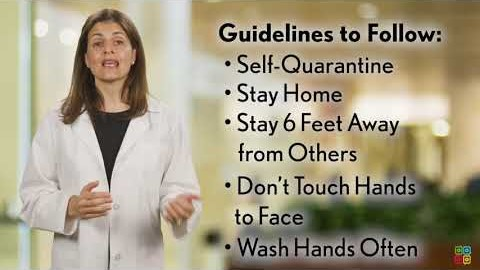 Guidelines to Follow:
• Self-Quarantine
• Stay Home
• Stay 6 Feet Away
from Others
• Don't Touch Hands
to Face
• Wash Hands Often